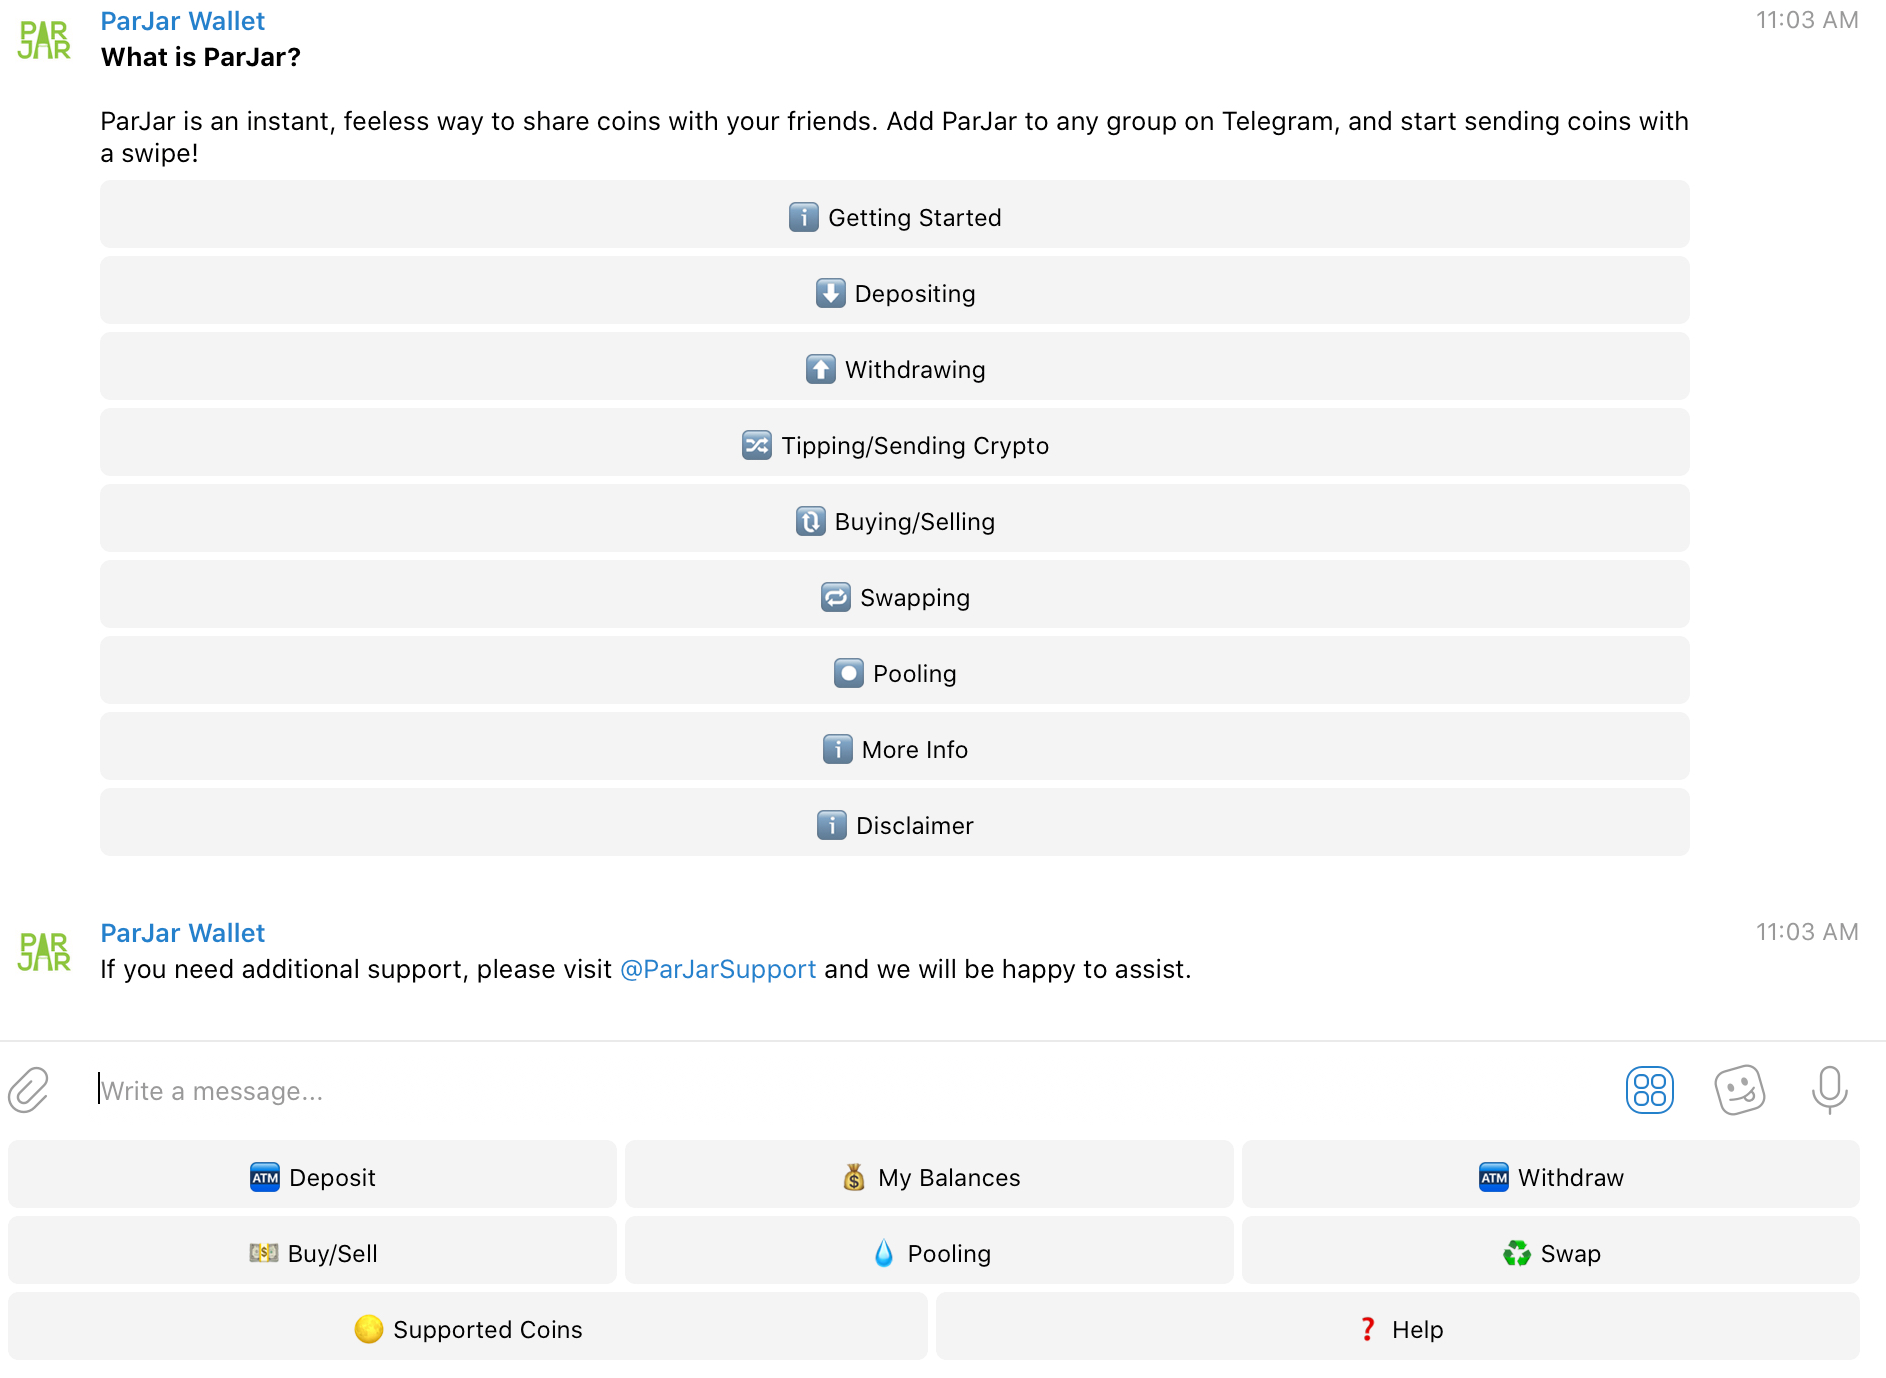 PAR
JAR
ParJar Wallet
11:03 AM
What is ParJar?
ParJar is an instant, feeless way to share coins with your friends. Add ParJar to any group on Telegram, and start sending coins with
a swipe!
Getting Started
Depositing
Withdrawing
Tipping/Sending Crypto
Buying/Selling
Swapping
Pooling
More Info
Disclaimer
PAR
JAR
ParJar Wallet
11:03 AM
If you need additional support, please visit @ParJarSupport and we will be happy to assist.
Write a message...
ATM Deposit
My Balances
ATM Withdraw
Buy/Sell
Pooling
Swap
Supported Coins
❓ Help